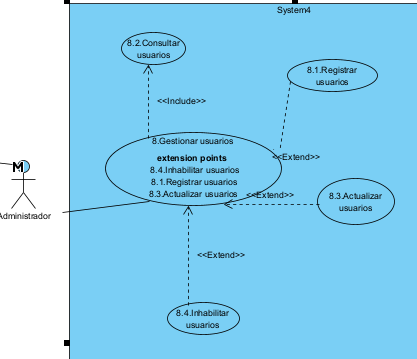 System4
8.2.Consultar
usuarios
8.1.Registrar
usuarios
<<Include>>
8.Gestionar usuarios
extension points
8.4.Inhabilitar usuarios
8.1.Registrar usuarios
8.3.Actualizar usuarios
<<Extend>>
<<Extend>>
8.3.Actualizar
usuarios
M
Administrador
<<Extend>>
8.4.Inhabilitar
usuarios